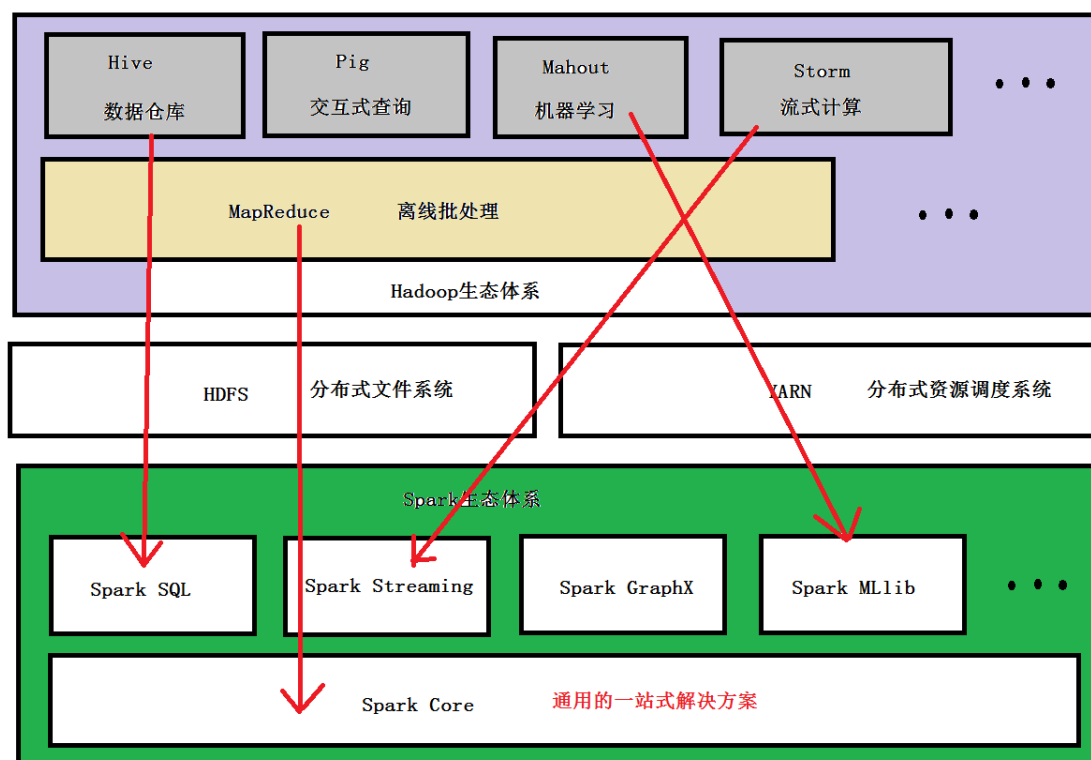 Hive
数据仓库
Pig
交互式查询
Mahout
机器学习
Storm
流式计算
MapReduce 离线批处理
Hadoop生态体系
HDFS 分布式文件系统
YARN 分布式资源调度系统
Spark生态体系
Spark SQL
Spark Streaming
Spark GraphX
Spark MLlib
Spark Core 通用的一站式解决方案